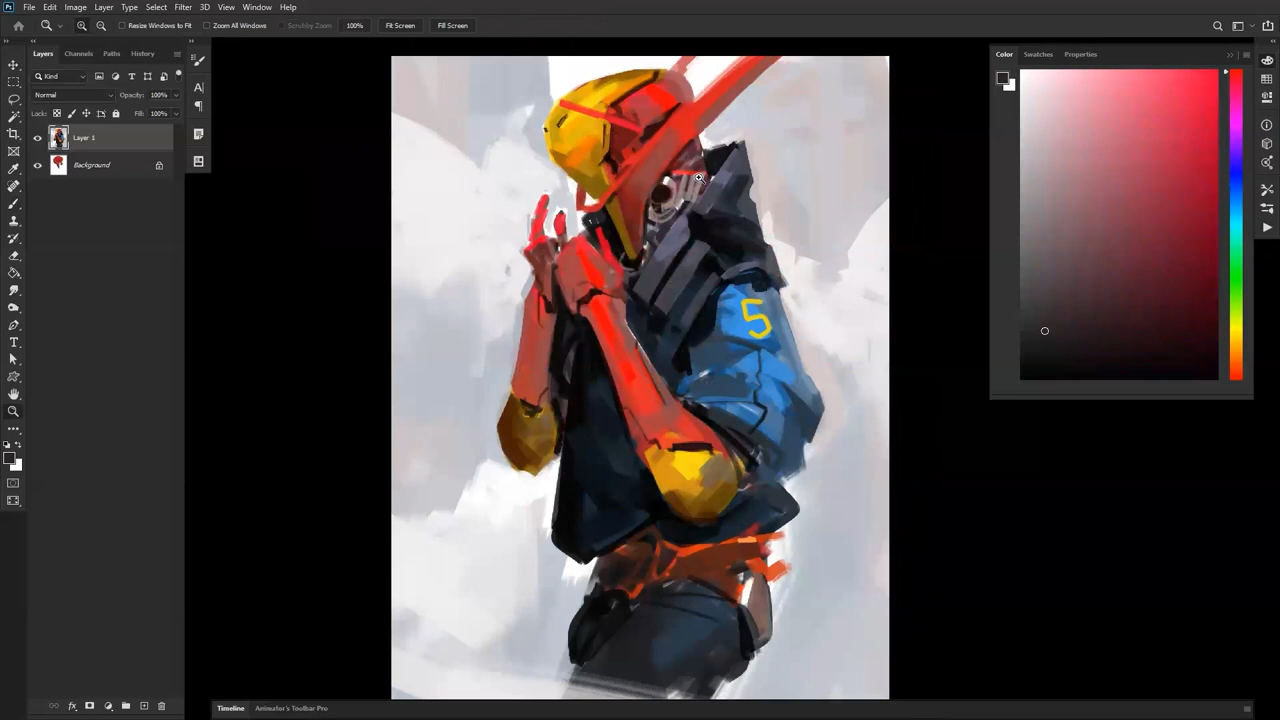 File Edit Image Layer Type Select Filter 3D View Window Help
Resize Windows to Fit Zoom All Windows Scrubby Zoom 100% Fit Screen Fill Screen
Layers Channels Paths History
Color Swatches Properties
Kind
Normal Opacity: 100%
Lock: Fill: 100%
Layer 1
Background
5
Timeline Animator's Toolbar Pro